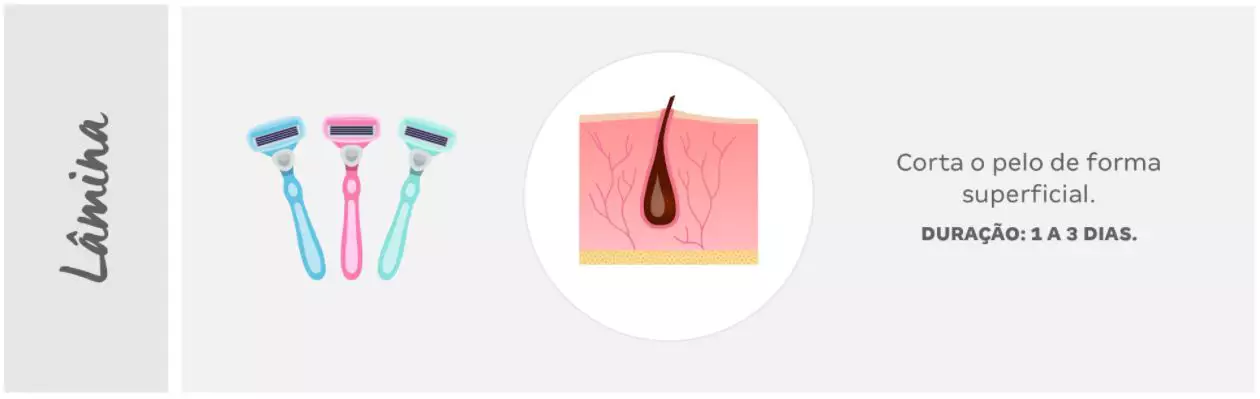 Lâmina
Corta o pelo de forma
superficial.
DURAÇÃO: 1 A 3 DIAS.